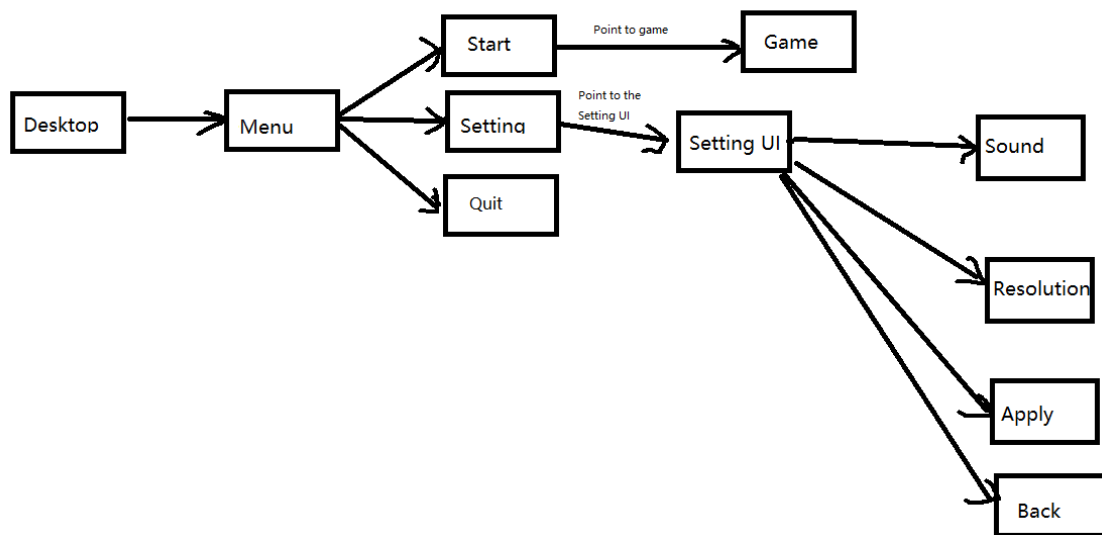 Start
Point to game
Game
Desktop
Menu
Setting
Point to the
Setting UI
Setting UI
Sound
Quit
Resolution
Apply
Back